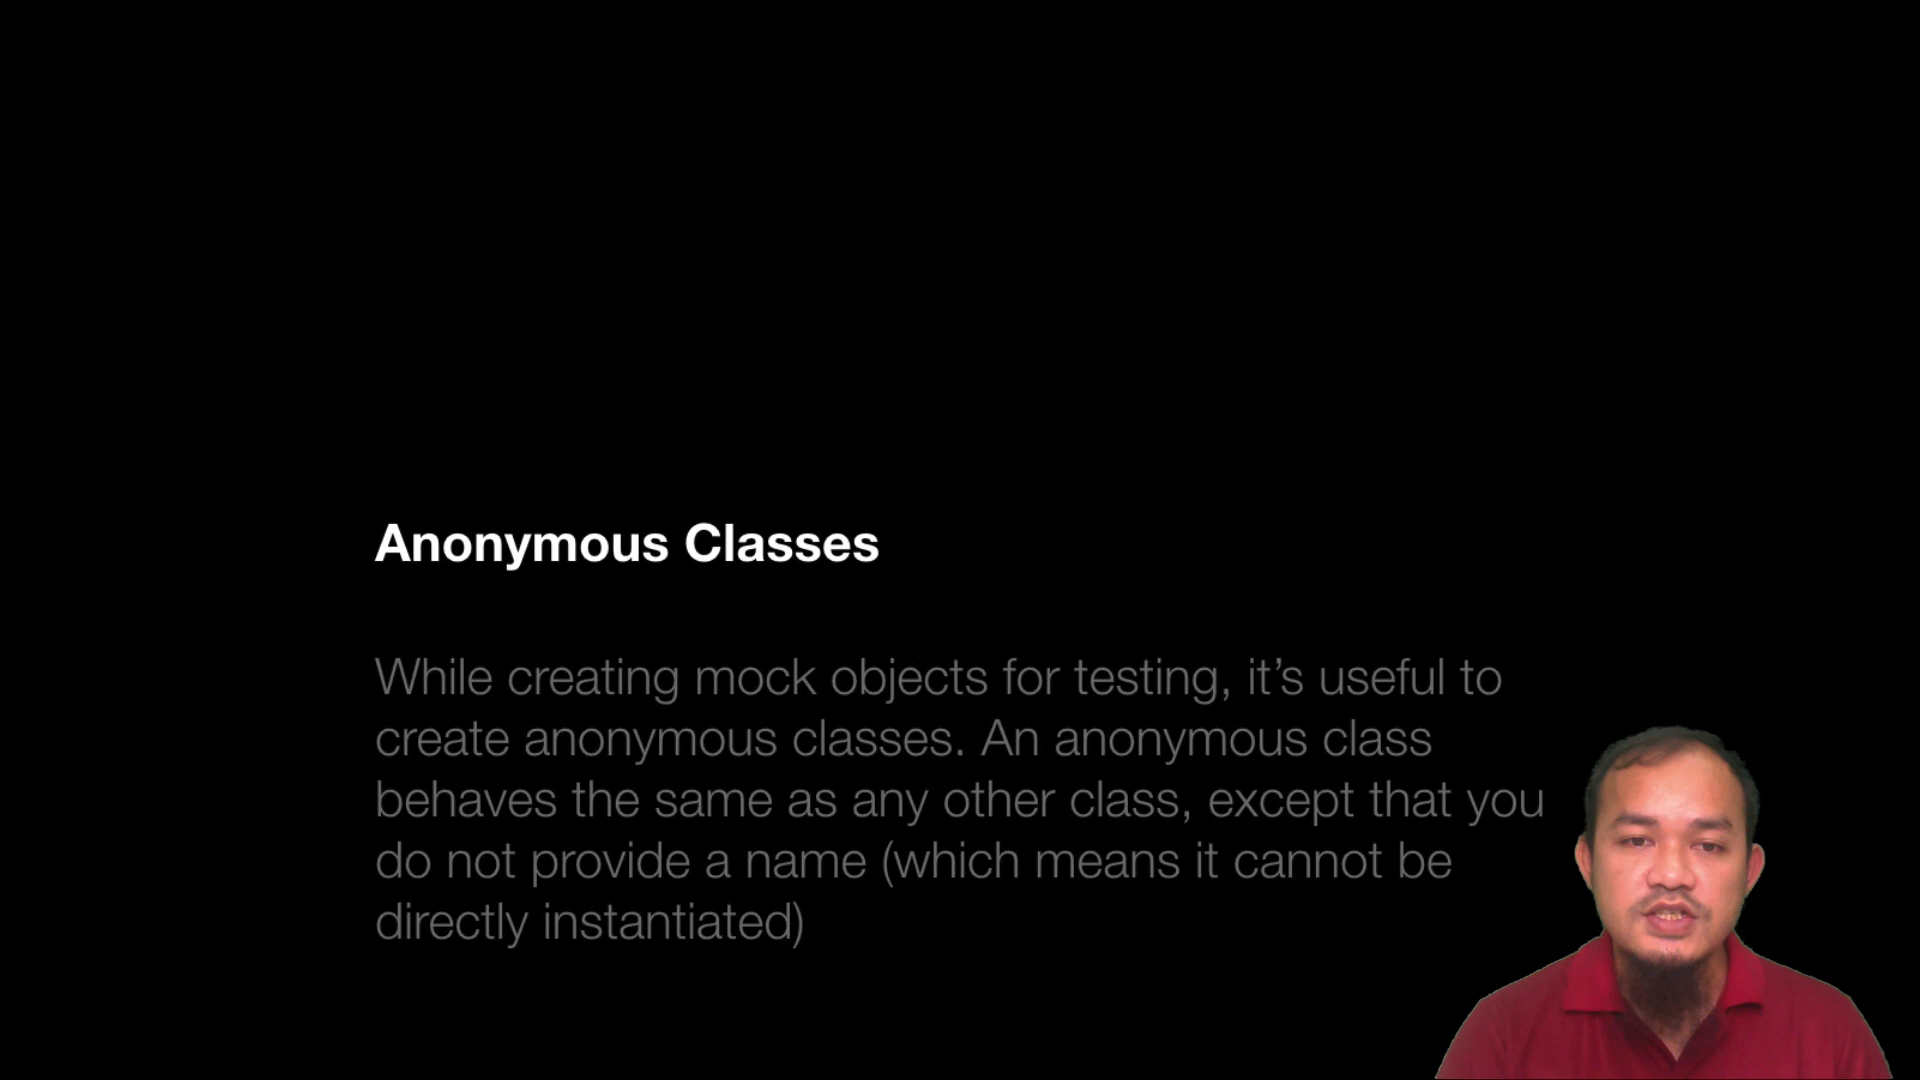 Anonymous Classes
While creating mock objects for testing, it’s useful to
create anonymous classes. An anonymous class
behaves the same as any other class, except that you
do not provide a name (which means it cannot be
directly instantiated)